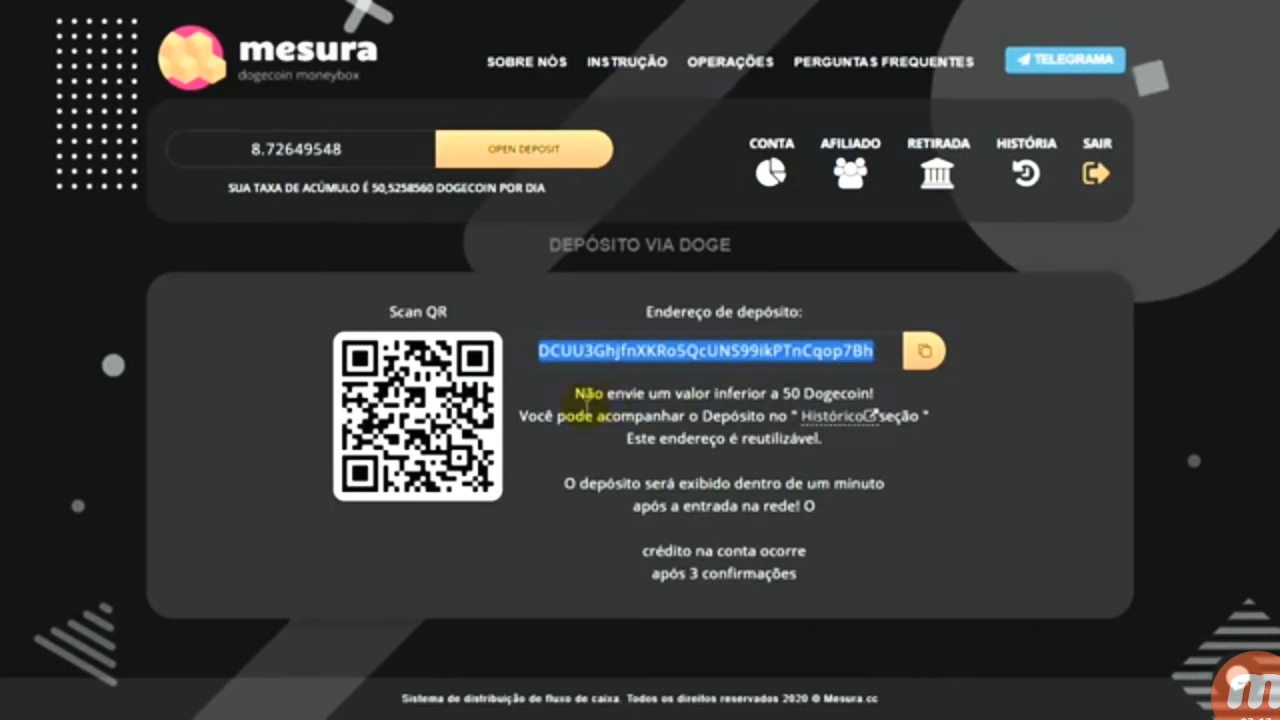 mesura
dogecoin moneybox
SOBRE NÓS INSTRUÇÃO OPERAÇÕES PERGUNTAS FREQUENTES TELEGRAMA
8.72649548 OPEN DEPOSIT
CONTA AFILIADO RETIRADA HISTÓRIA SAIR
SUA TAXA DE ACÚMULO É 50,5258560 DOGECOIN POR DIA
DEPÓSITO VIA DOGE
Scan QR
Endereço de depósito:
DCUU3GhJfnXKRo5QcUNS99ikPTnCqop7Bh
Não envie um valor inferior a 50 Dogecoin!
Você pode acompanhar o Depósito no " Histórico seção "
Este endereço é reutilizável.
O depósito será exibido dentro de um minuto
após a entrada na rede! O
crédito na conta ocorre
após 3 confirmações
Sistema de distribuição de fluxo de caixa. Todos os direitos reservados 2020 © Mesura.cc